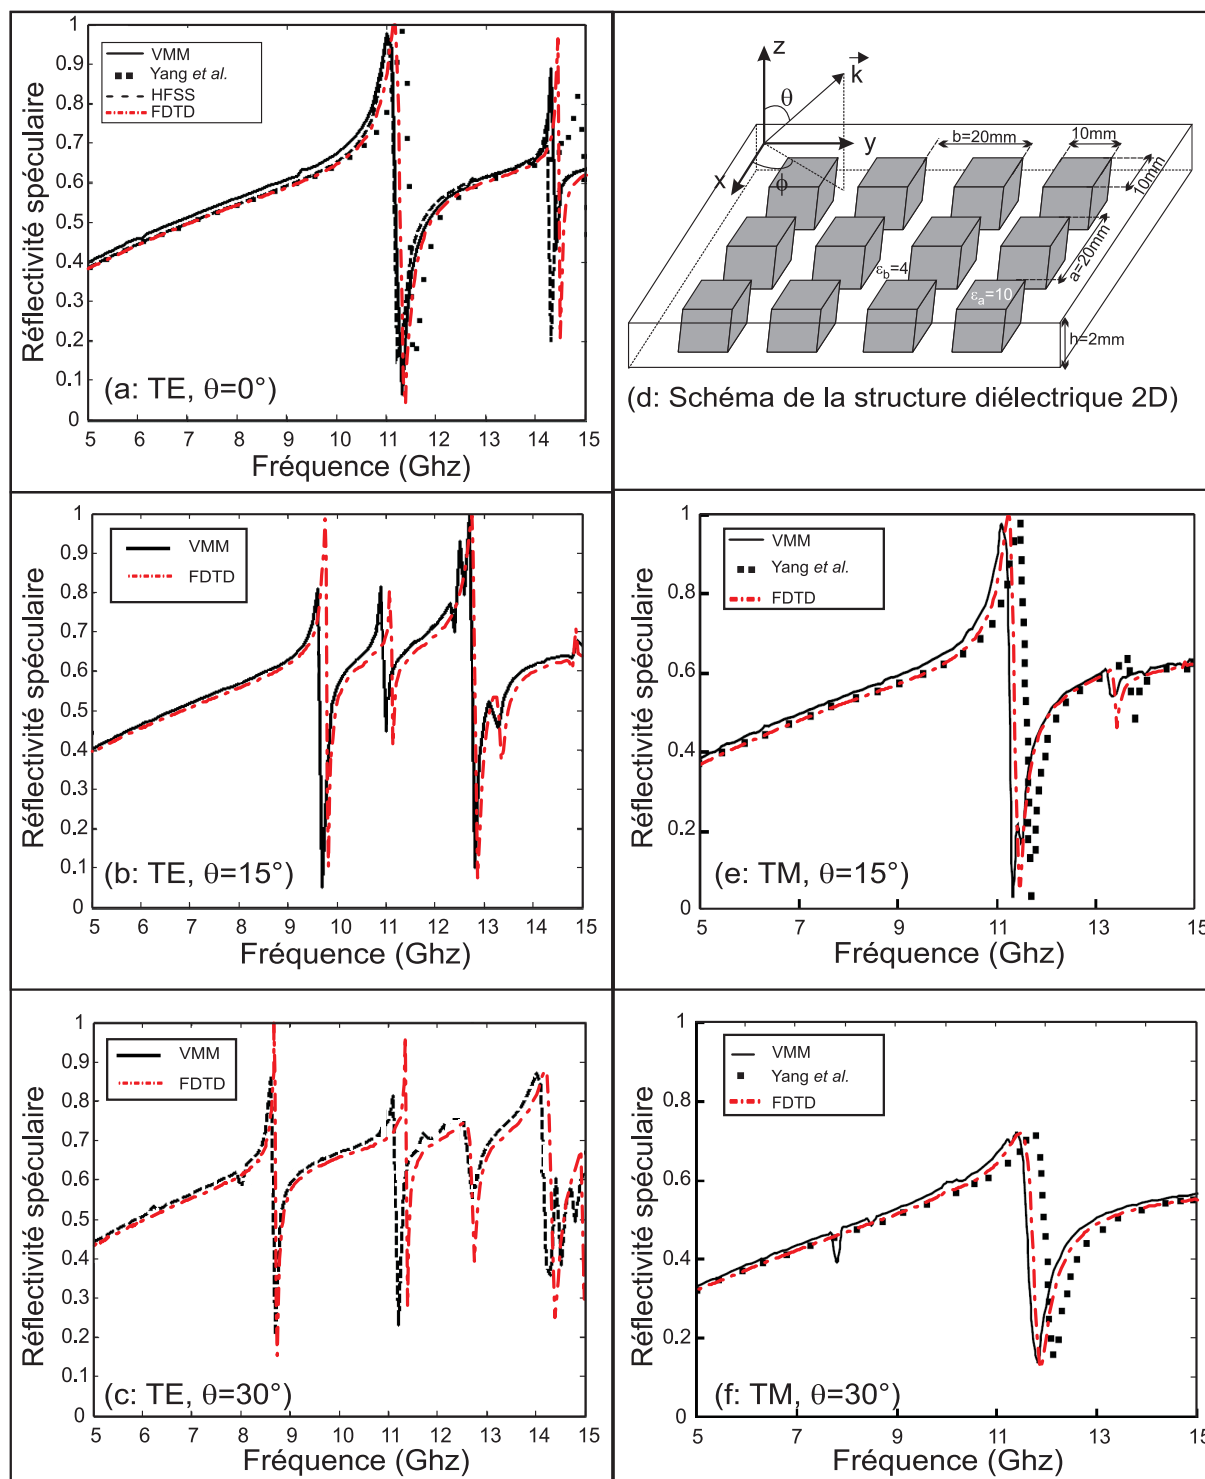 Réflectivité spéculaire
1
0.9
0.8
0.7
0.6
0.5
0.4
0.3
0.2
0.1
0
VMM
Yang et al.
HFSS
FDTD
(a: TE, θ=0°)
5 6 7 8 9 10 11 12 13 14 15
Fréquence (Ghz)
z
k
θ
y
x
ϕ
b=20mm
10mm
10mm
a=20mm
εb=4
εa=10
h=2mm
(d: Schéma de la structure diélectrique 2D)
Réflectivité spéculaire
1
0.9
0.8
0.7
0.6
0.5
0.4
0.3
0.2
0.1
0
VMM
FDTD
(b: TE, θ=15°)
5 6 7 8 9 10 11 12 13 14 15
Fréquence (Ghz)
Réflectivité spéculaire
1
0.8
0.6
0.4
0.2
0
VMM
Yang et al.
FDTD
(e: TM, θ=15°)
5 7 9 11 13 15
Fréquence (Ghz)
Réflectivité spéculaire
1
0.9
0.8
0.7
0.6
0.5
0.4
0.3
0.2
0.1
0
VMM
FDTD
(c: TE, θ=30°)
5 6 7 8 9 10 11 12 13 14 15
Fréquence (Ghz)
Réflectivité spéculaire
1
0.8
0.6
0.4
0.2
0
VMM
Yang et al.
FDTD
(f: TM, θ=30°)
5 7 9 11 13 15
Fréquence (Ghz)